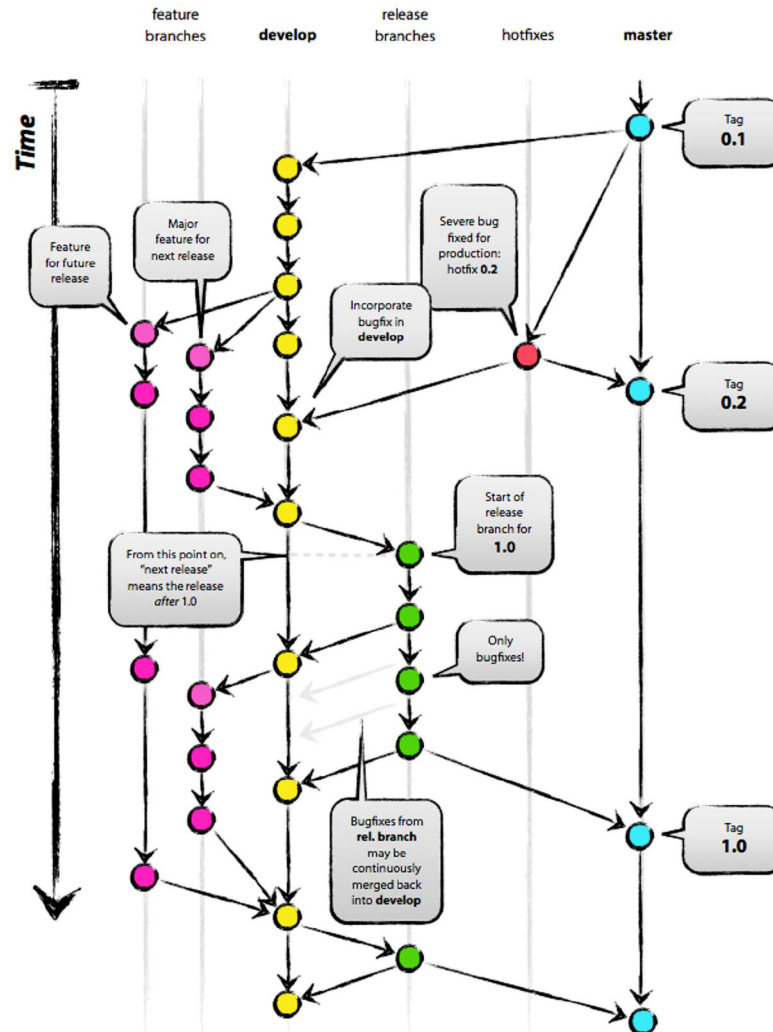 feature
branches
develop
release
branches
hotfixes
master
Time
Tag
0.1
Major
feature for
next release
Severe bug
fixed for
production:
hotfix 0.2
Feature
for future
release
Incorporate
bugfix in
develop
Tag
0.2
Start of
release
branch for
1.0
From this point on,
“next release”
means the release
after 1.0
Only
bugfixes!
Bugfixes from
rel. branch
may be
continuously
merged back
into develop
Tag
1.0